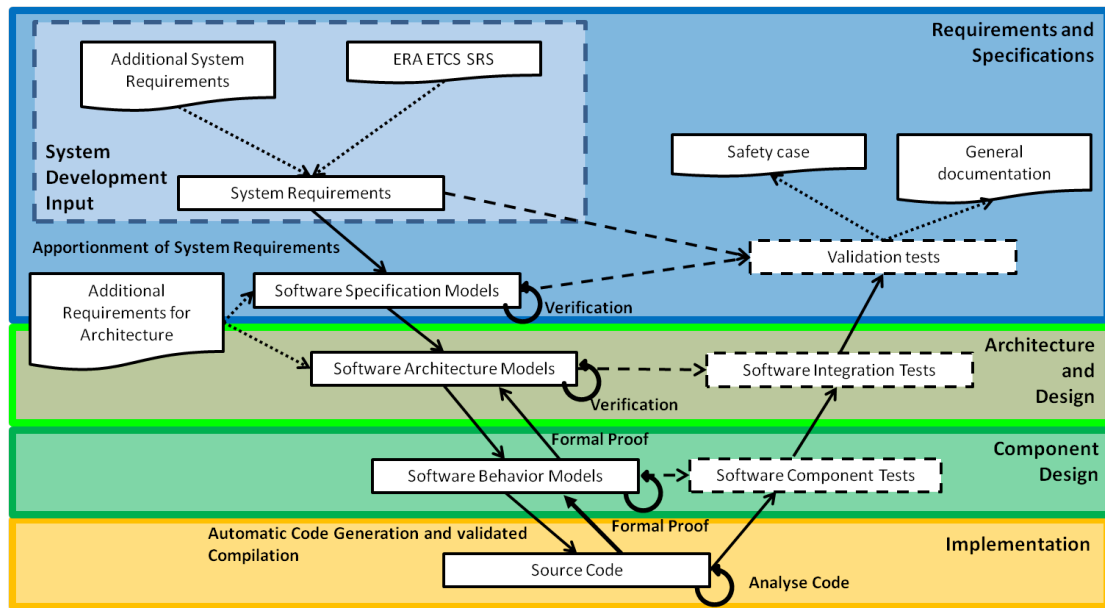 Requirements and
Specifications
Additional System
Requirements
ERA ETCS SRS
System
Development
Input
System Requirements
Safety case
General
documentation
Apportionment of System Requirements
Validation tests
Additional
Requirements for
Architecture
Software Specification Models
Verification
Architecture
and
Design
Software Architecture Models
Software Integration Tests
Verification
Formal Proof
Component
Design
Software Behavior Models
Software Component Tests
Formal Proof
Automatic Code Generation and validated
Compilation
Implementation
Source Code
Analyse Code